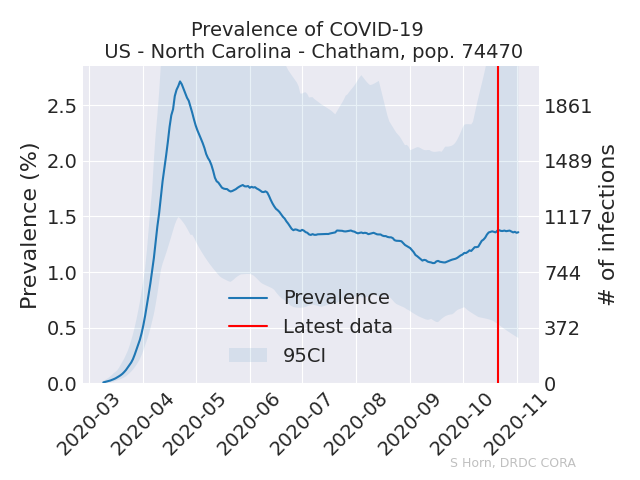 Prevalence of COVID-19
US - North Carolina - Chatham, pop. 74470
Prevalence (%)
2.5
2.0
1.5
1.0
0.5
0.0
1861
1489
1117
744
372
0
# of infections
Prevalence
Latest data
95CI
2020-03
2020-04
2020-05
2020-06
2020-07
2020-08
2020-09
2020-10
2020-11
S Horn, DRDC CORA